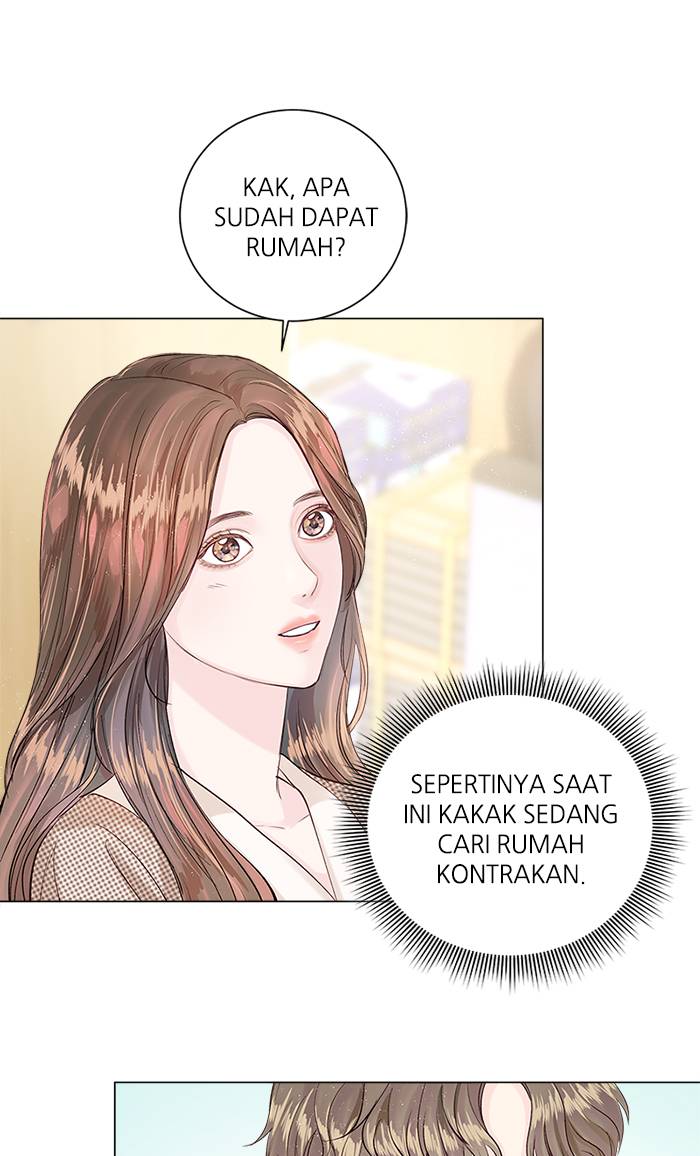 KAK, APA
SUDAH DAPAT
RUMAH?
SEPERTINYA SAAT
INI KAKAK SEDANG
CARI RUMAH
KONTRAKAN.